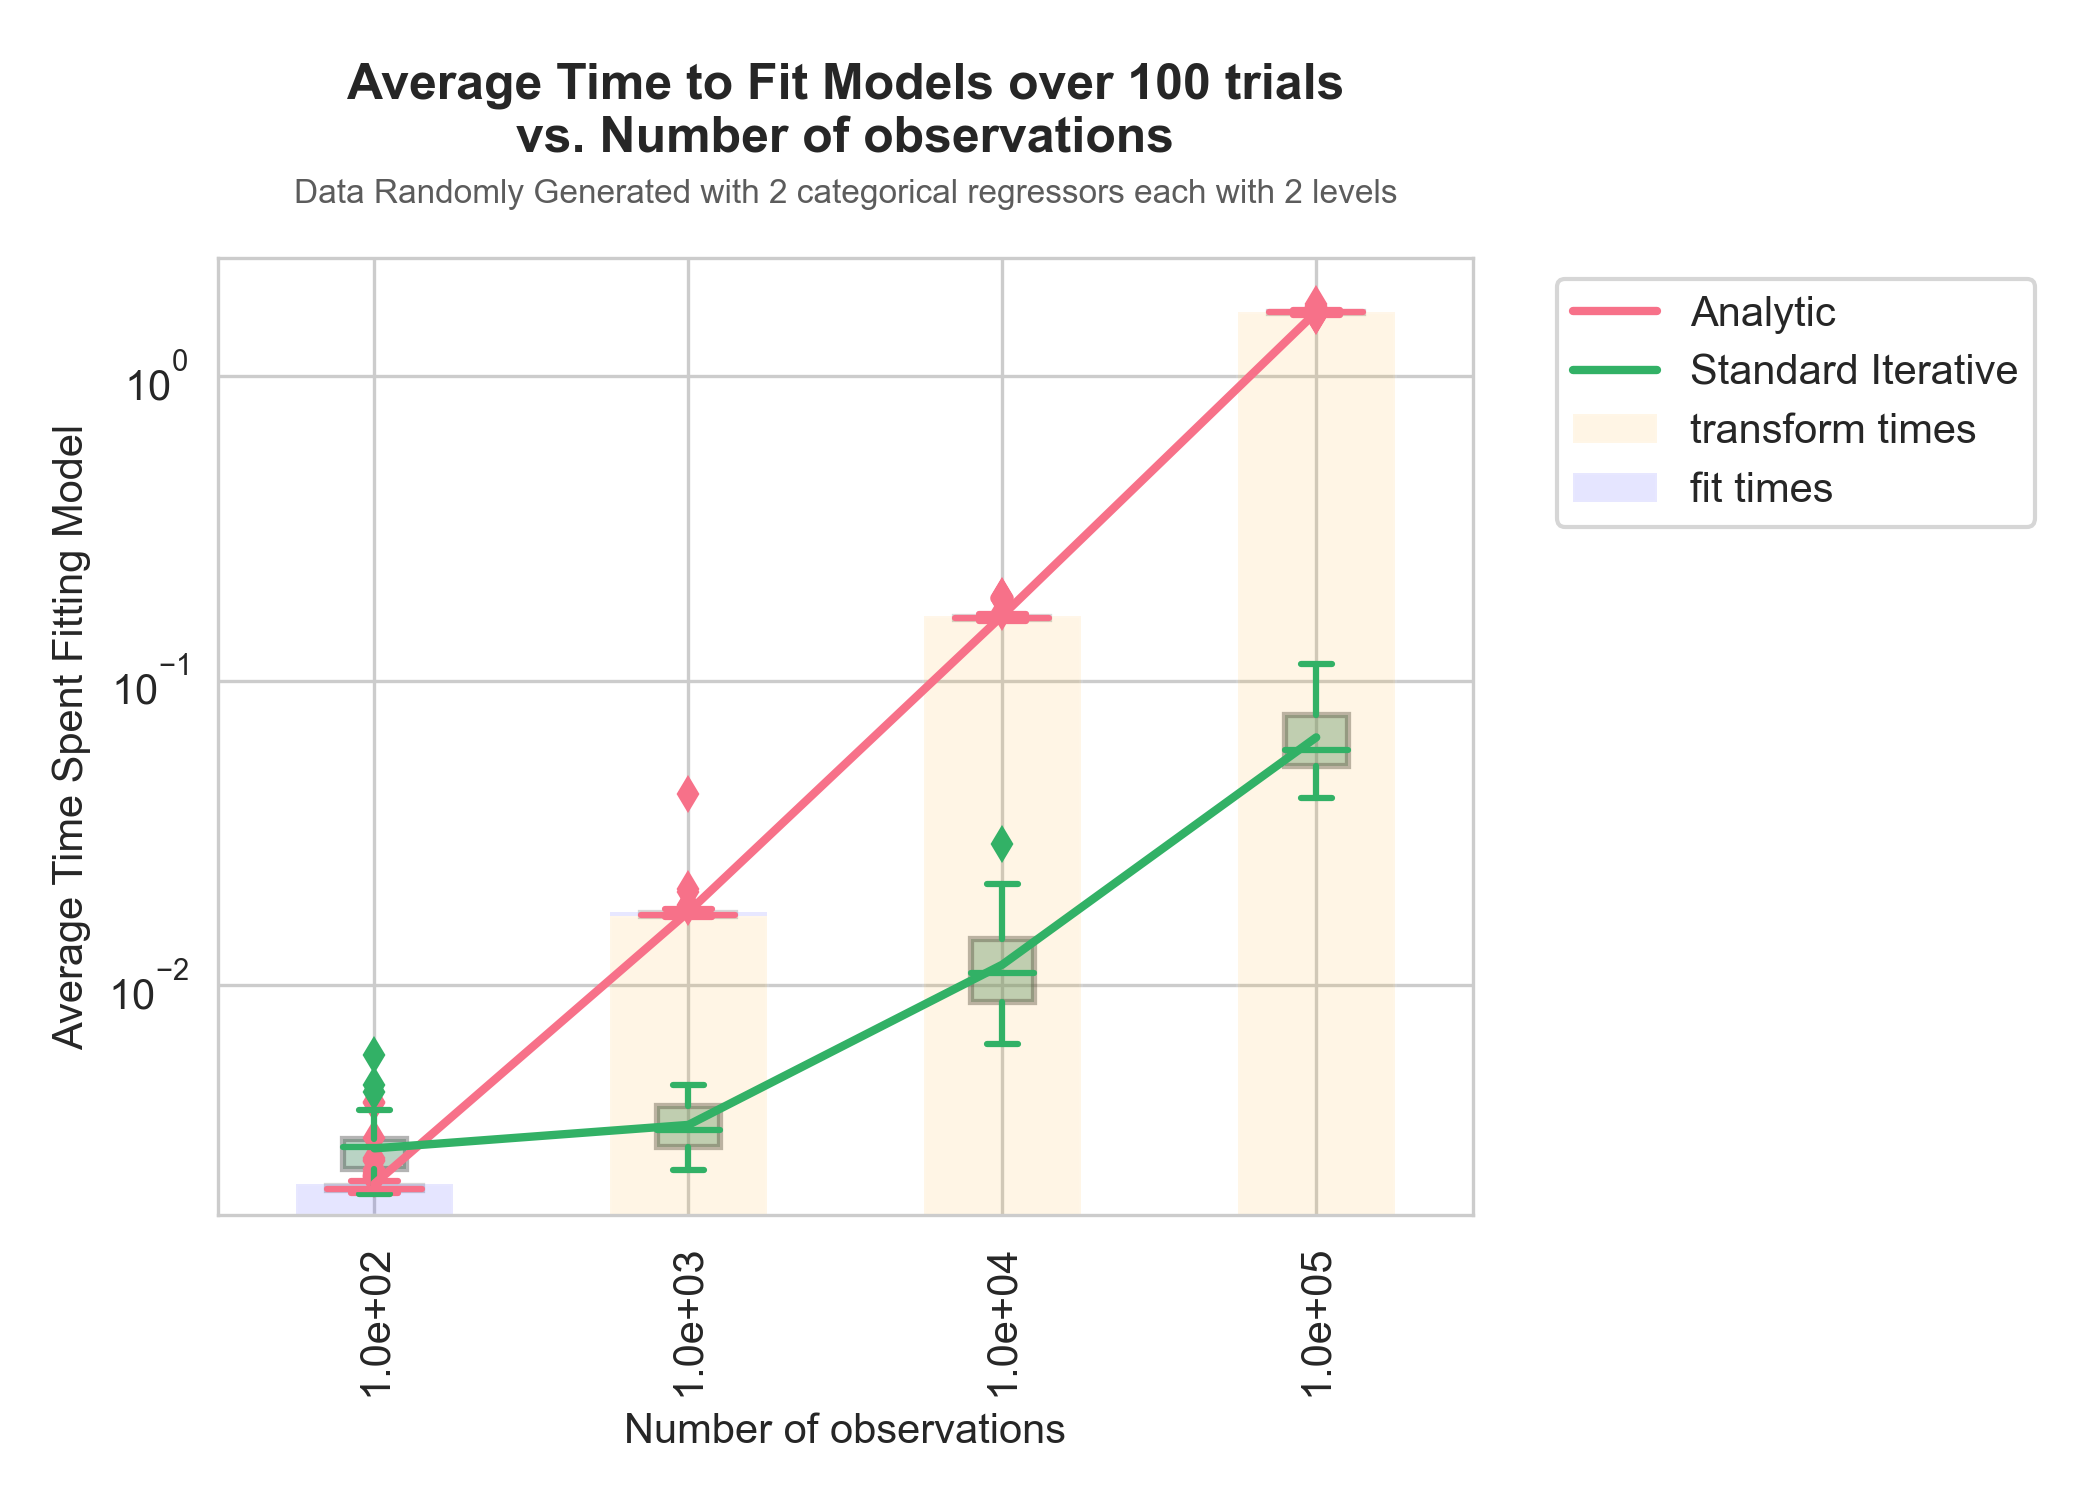 Average Time to Fit Models over 100 trials
vs. Number of observations
Data Randomly Generated with 2 categorical regressors each with 2 levels
Average Time Spent Fitting Model
10^0
10^−1
10^−2
1.0e+02
1.0e+03
1.0e+04
1.0e+05
Number of observations
Analytic
Standard Iterative
transform times
fit times